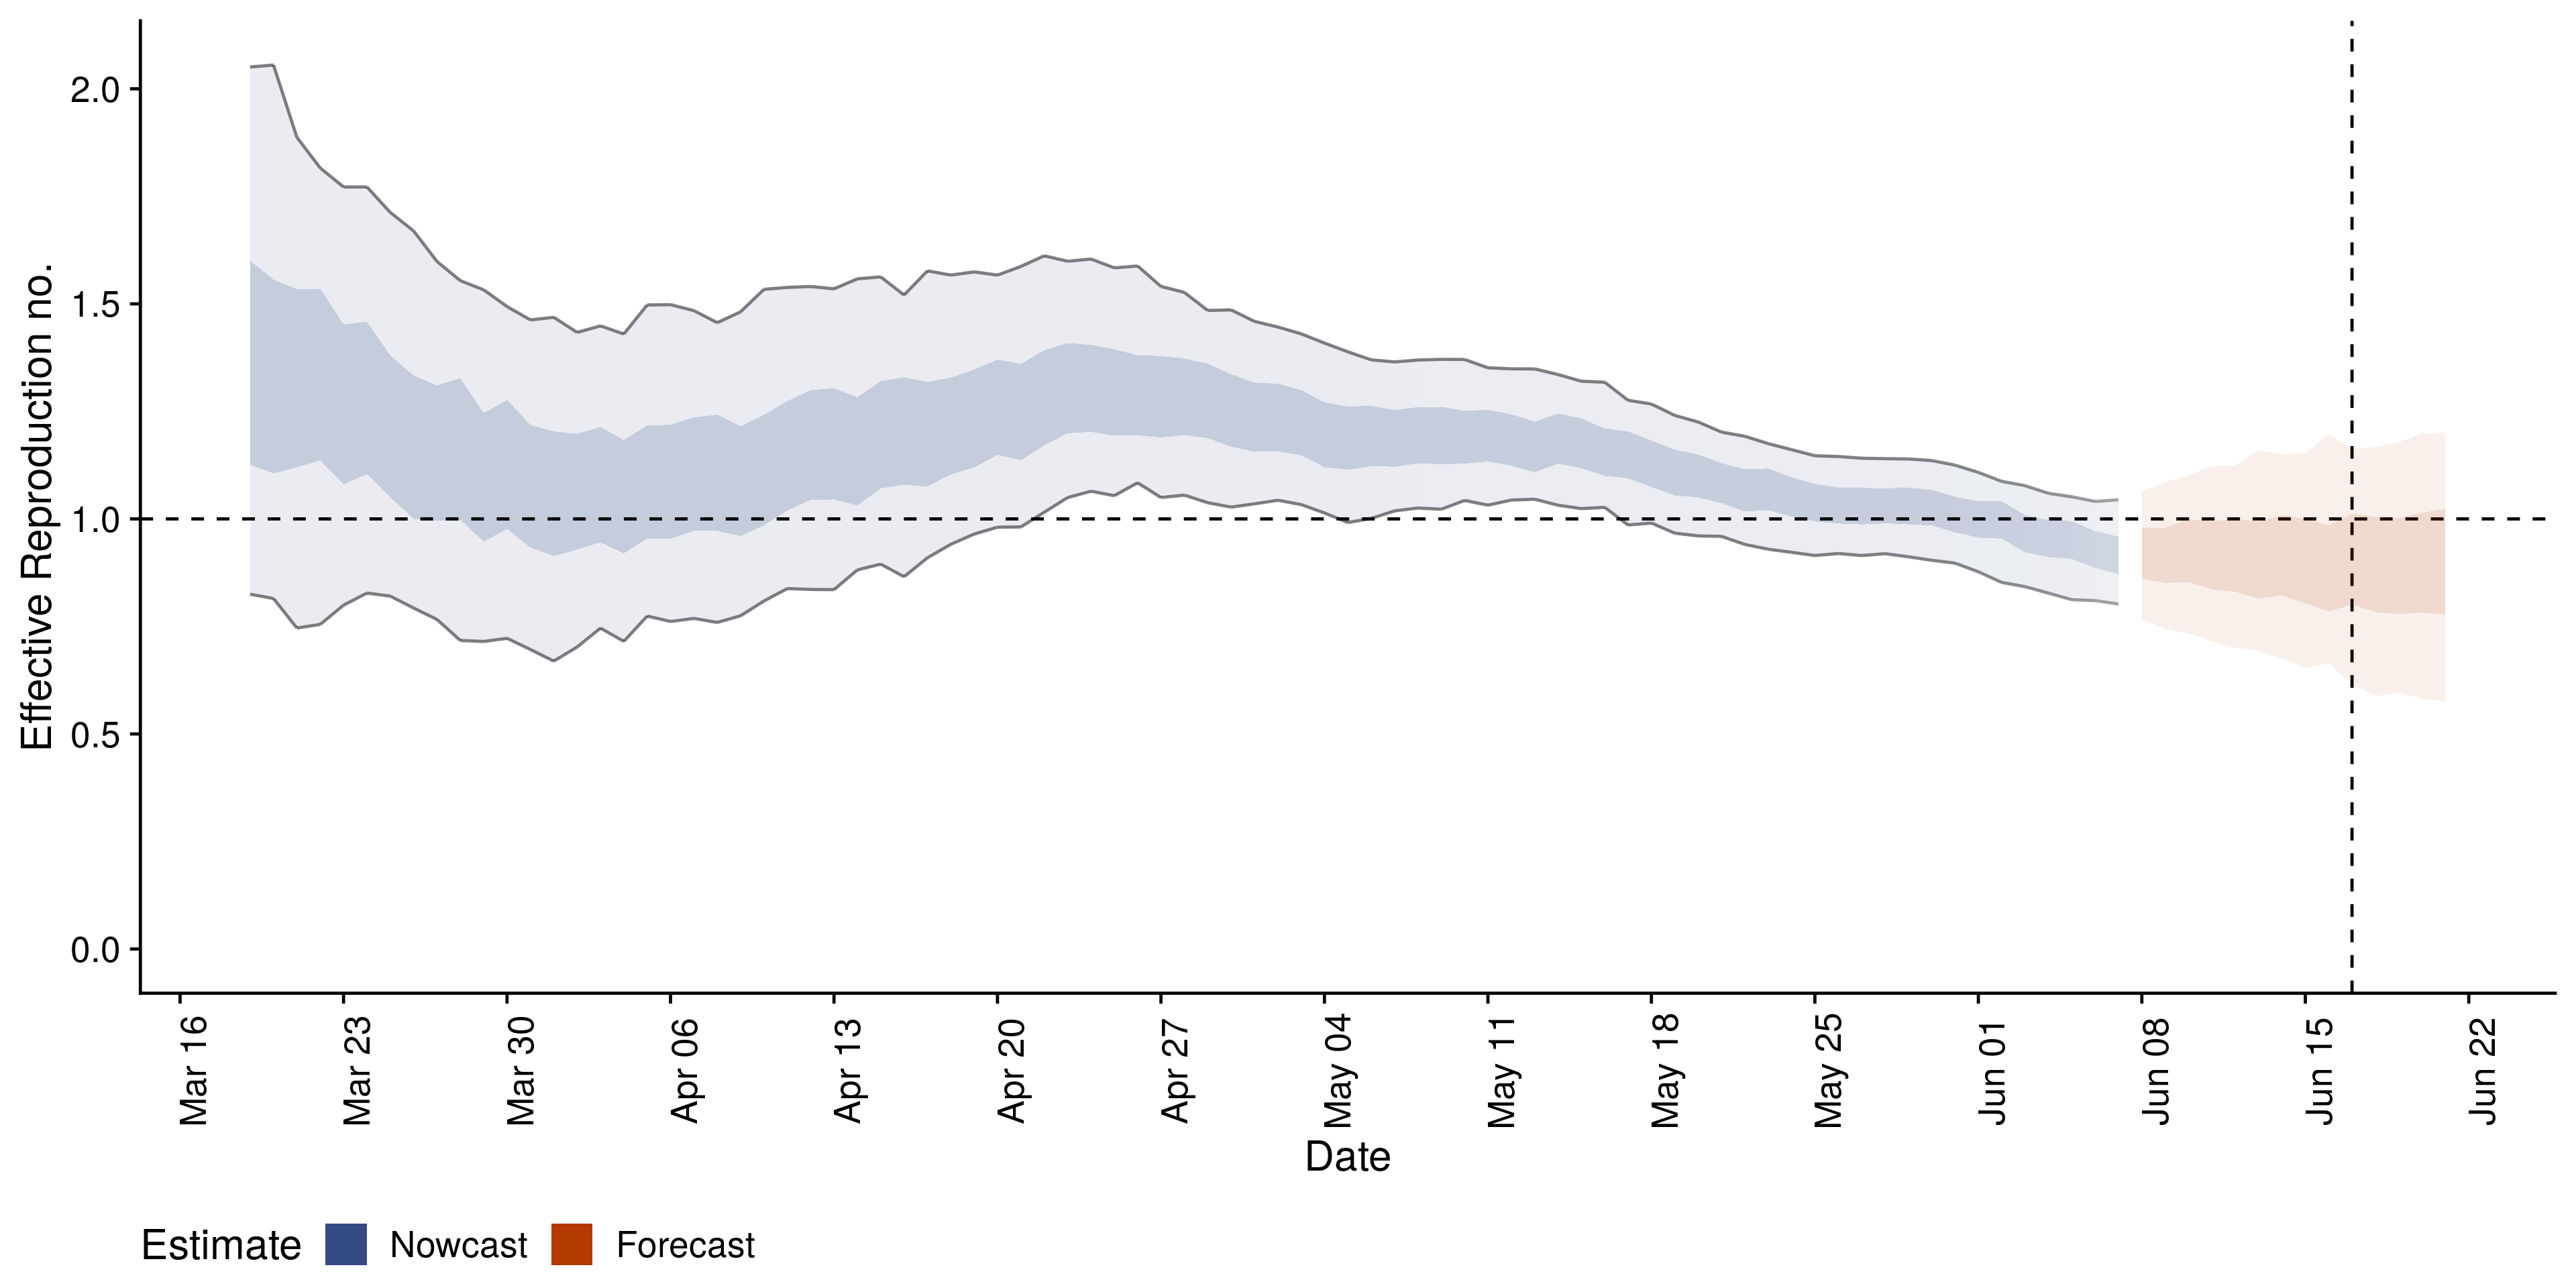 Effective Reproduction no.
2.0
1.5
1.0
0.5
0.0
Mar 16
Mar 23
Mar 30
Apr 06
Apr 13
Apr 20
Apr 27
May 04
May 11
May 18
May 25
Jun 01
Jun 08
Jun 15
Jun 22
Date
Estimate Nowcast Forecast